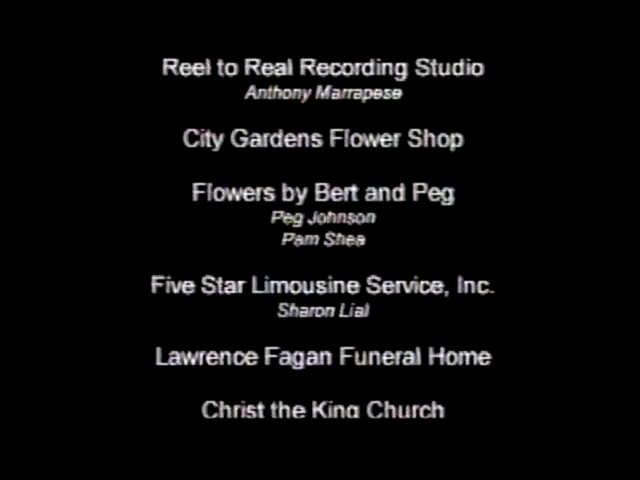 Reel to Real Recording Studio
Anthony Marrapese
City Gardens Flower Shop
Flowers by Bert and Peg
Peg Johnson
Pam Shea
Five Star Limousine Service, Inc.
Sharon Lial
Lawrence Fagan Funeral Home
Christ the King Church